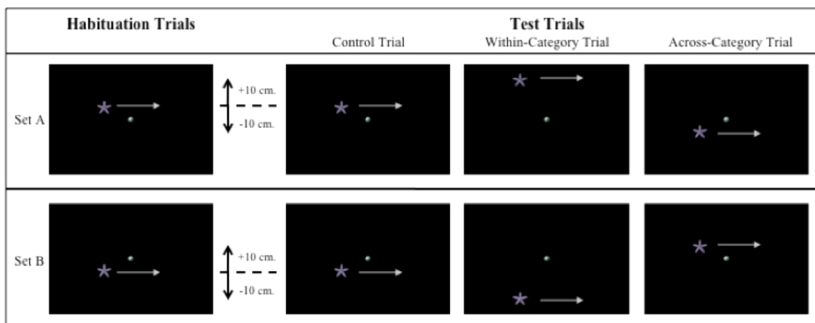 Habituation Trials
Test Trials
Control Trial
Within-Category Trial
Across-Category Trial
Set A
+10 cm.
-10 cm.
Set B
+10 cm.
-10 cm.